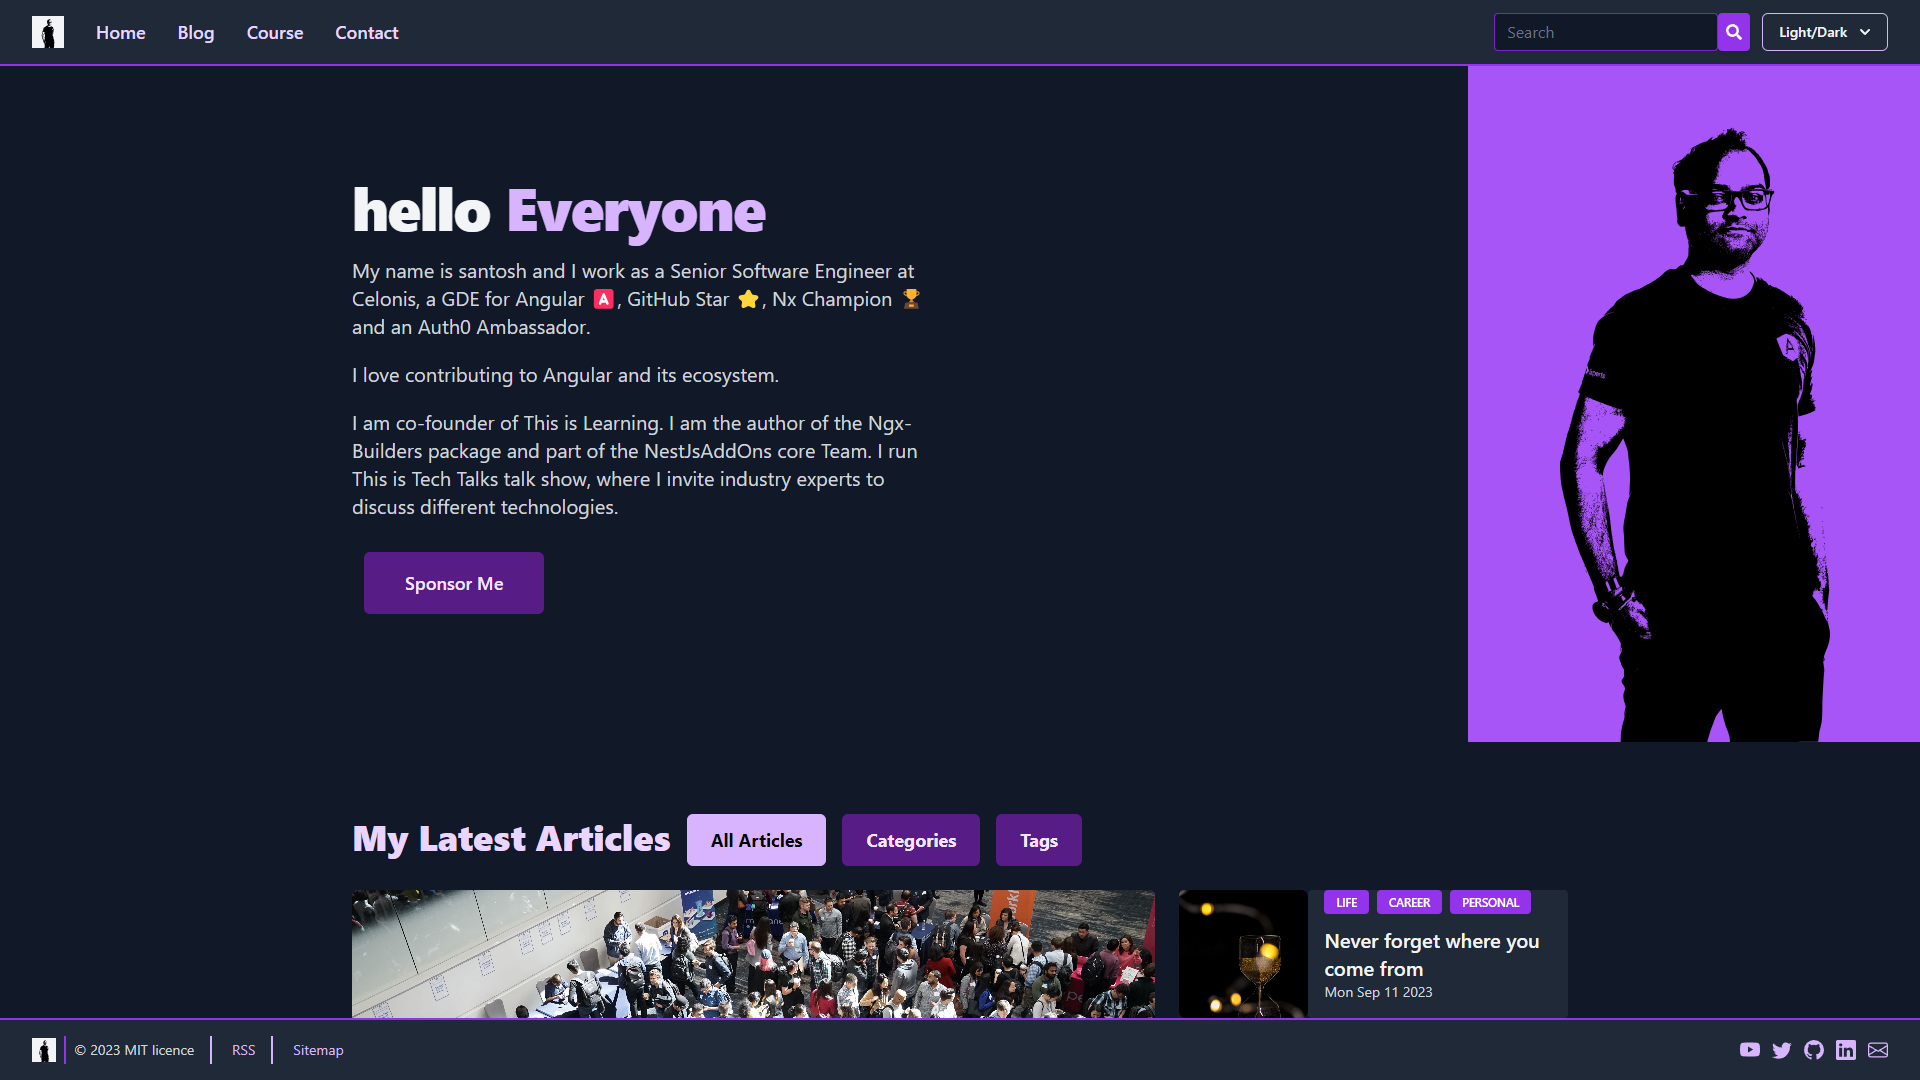 Home Blog Course Contact Search Light/Dark
hello Everyone
My name is santosh and I work as a Senior Software Engineer at
Celonis, a GDE for Angular 🅰️, GitHub Star ⭐, Nx Champion 🏆
and an Auth0 Ambassador.
I love contributing to Angular and its ecosystem.
I am co-founder of This is Learning. I am the author of the Ngx-
Builders package and part of the NestJsAddOns core Team. I run
This is Tech Talks talk show, where I invite industry experts to
discuss different technologies.
Sponsor Me
My Latest Articles All Articles Categories Tags
LIFE CAREER PERSONAL
Never forget where you
come from
Mon Sep 11 2023
© 2023 MIT licence RSS Sitemap